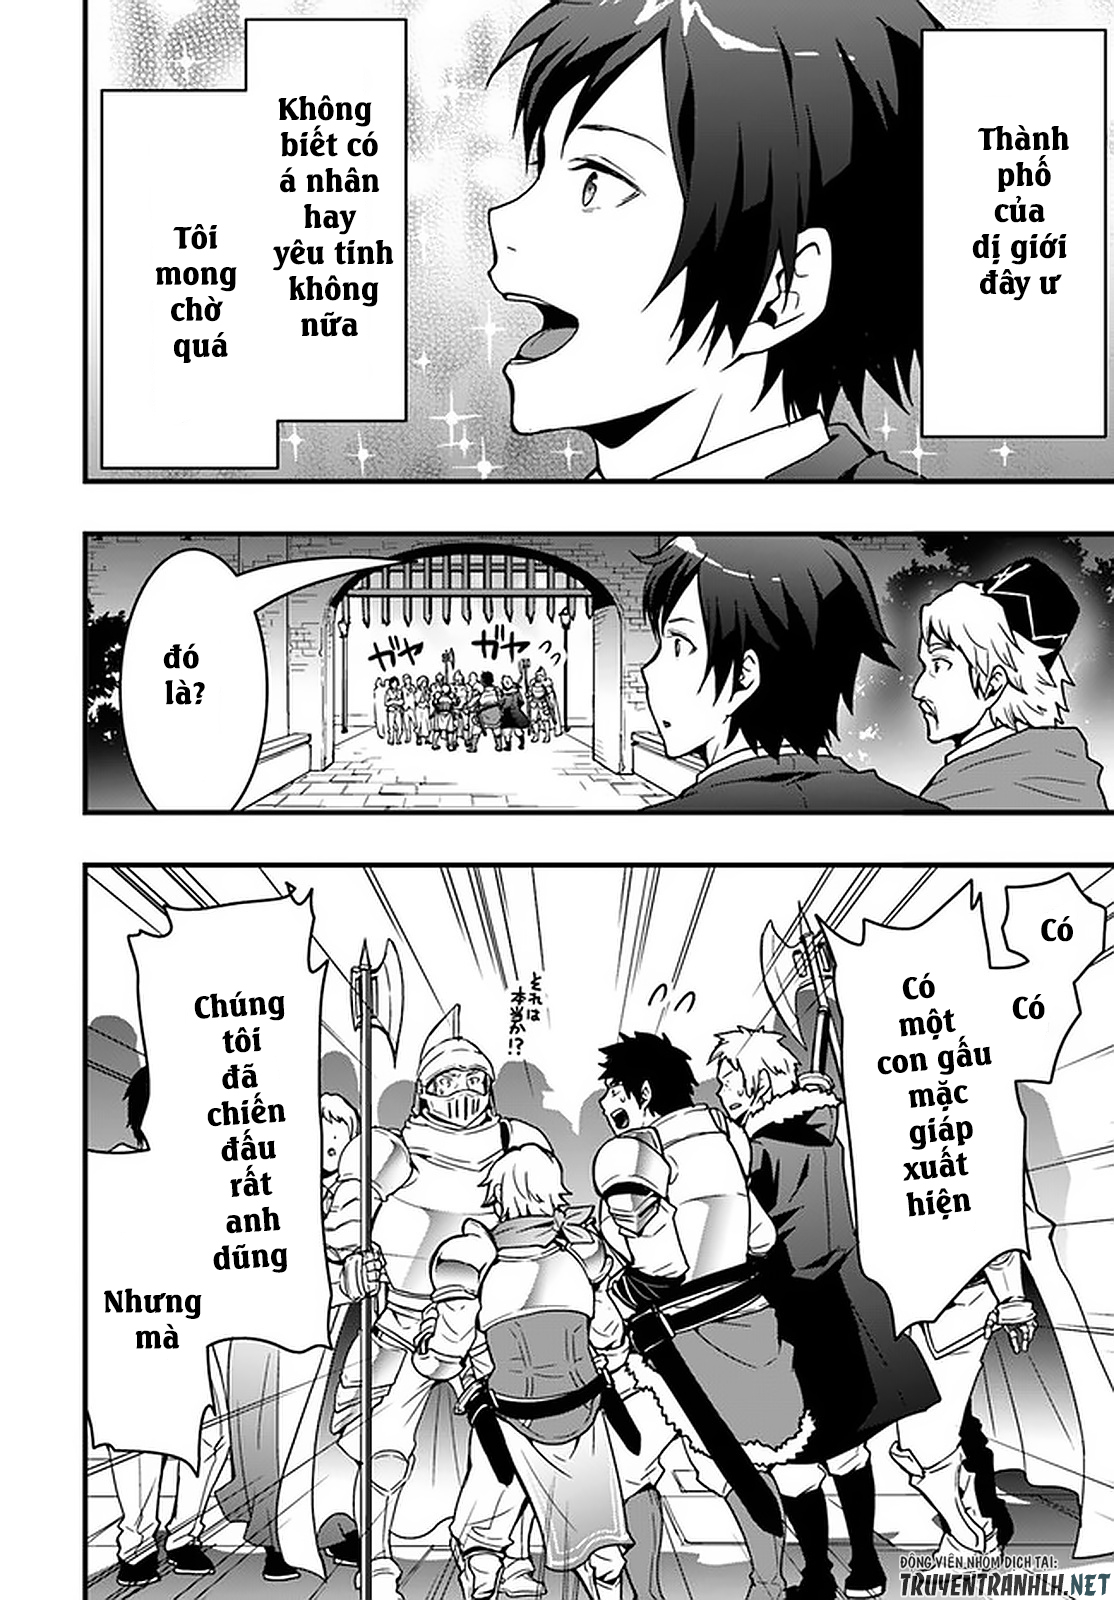 Thành
phố
của
dị giới
đây ư
Không
biết có
á nhân
hay
yêu tinh
không
nữa
Tôi
mong
chờ
quá
đó
là?
ガヤ
ガヤ
Có
Có
Có
một
con gấu
mặc
giáp
xuất
hiện
それは
本当か!?
Chúng
tôi
đã
chiến
đấu
rất
anh
dũng
Nhưng
mà
ĐỘNG VIÊN NHÓM DỊCH TẠI:
TRUYENTRANHLH.NET